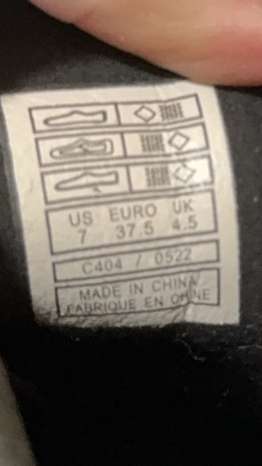 US EURO UK
7 37.5 4.5
C404 / 0522
MADE IN CHINA
FABRIQUE EN CHINE